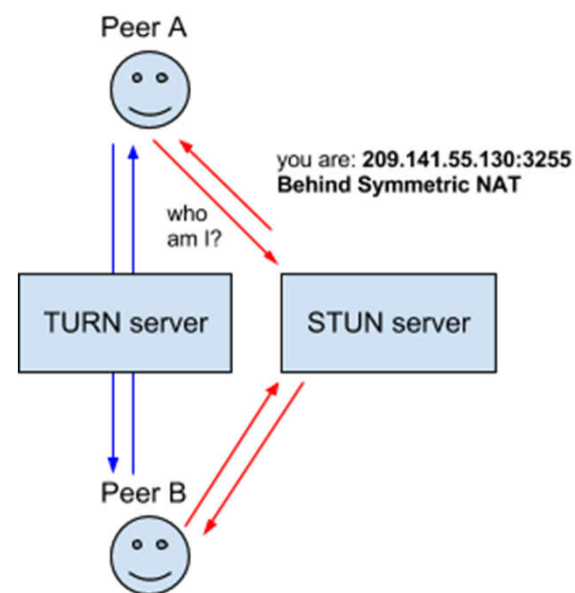 Peer A
you are: 209.141.55.130:3255
Behind Symmetric NAT
who
am I?
TURN server
STUN server
Peer B